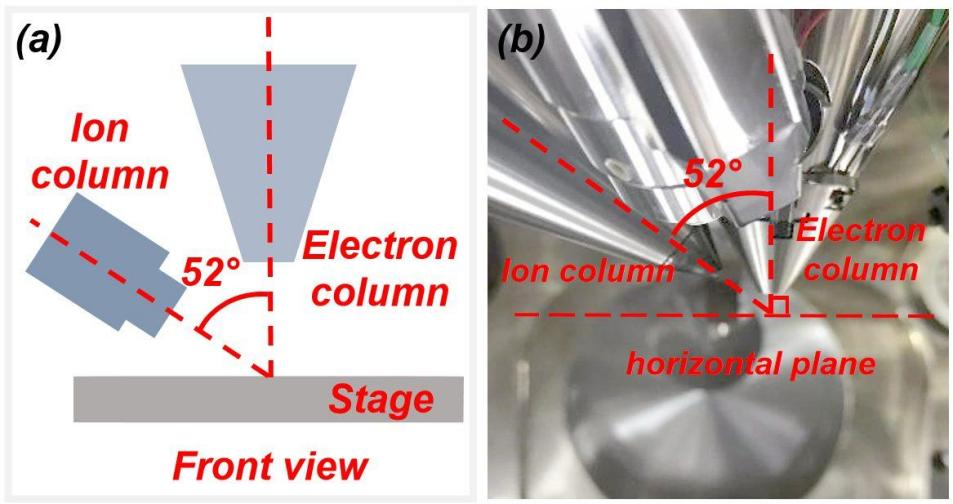 (a)
Ion
column
52°
Electron
column
Stage
Front view
(b)
52°
Ion column
Electron
column
horizontal plane